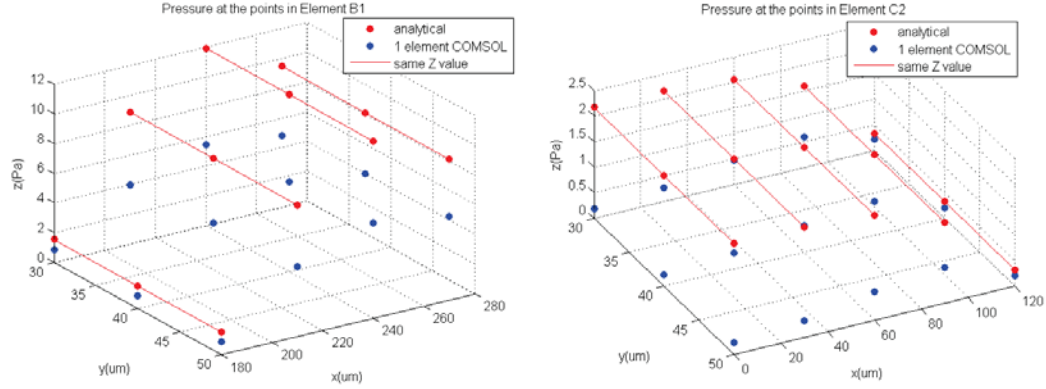 Pressure at the points in Element B1
analytical
1 element COMSOL
same Z value
12
10
8
6
4
2
0
z(Pa)
30
35
40
45
50
y(um)
180
200
220
240
260
280
x(um)
Pressure at the points in Element C2
analytical
1 element COMSOL
same Z value
2.5
2
1.5
1
0.5
0
z(Pa)
30
35
40
45
50
y(um)
0
20
40
60
80
100
120
x(um)